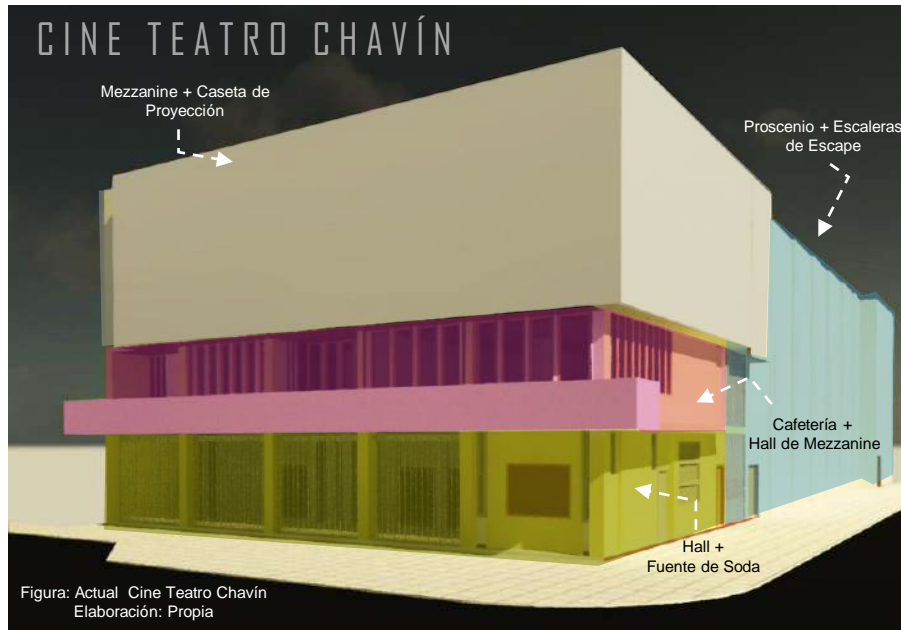 CINE TEATRO CHAVÍN
Mezzanine + Caseta de
Proyección
Proscenio + Escaleras
de Escape
Cafetería +
Hall de Mezzanine
Hall +
Fuente de Soda
Figura: Actual Cine Teatro Chavín
Elaboración: Propia